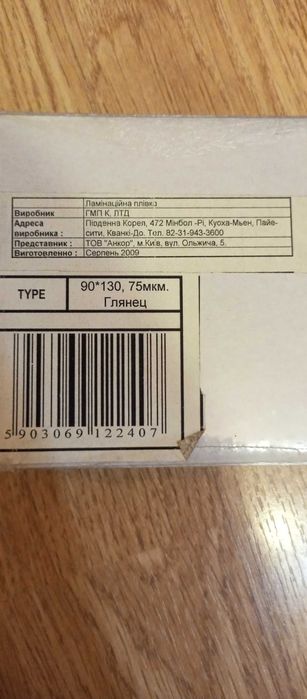 Ламінаційна плівка
Виробник ГМП К, ЛТД
Адреса Південна Корея, 472 Мінбол -Рі, Куоха-Мьен, Пайе-
виробника : сити, Кванє-До. Тел. 82-31-943-3600
Представник : ТОВ "Анкор", м.Київ, вул. Ольжича, 5.
Виготовлено : Серпень 2009
TYPE 90*130, 75мкм.
Глянец
5 903069 122407